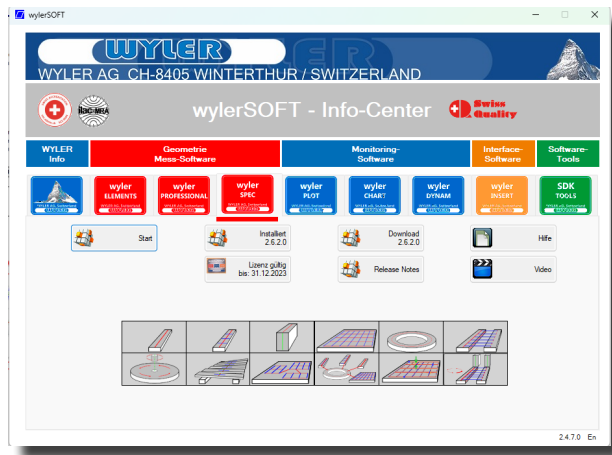 wylerSOFT
WYLER
WYLER AG CH-8405 WINTERTHUR / SWITZERLAND
ilac-MRA
wylerSOFT - Info-Center
Swiss
Quality
WYLER
Info
Geometrie
Mess-Software
Monitoring-
Software
Interface-
Software
Software-
Tools
wyler
ELEMENTS
wyler
PROFESSIONAL
wyler
SPEC
wyler
PLOT
wyler
CHART
wyler
DYNAM
wyler
INSERT
SDK
TOOLS
Start
Installiert
2.6.2.0
Download
2.6.2.0
Hilfe
Lizenz gültig
bis: 31.12.2023
Release Notes
Video
2.4.7.0 En